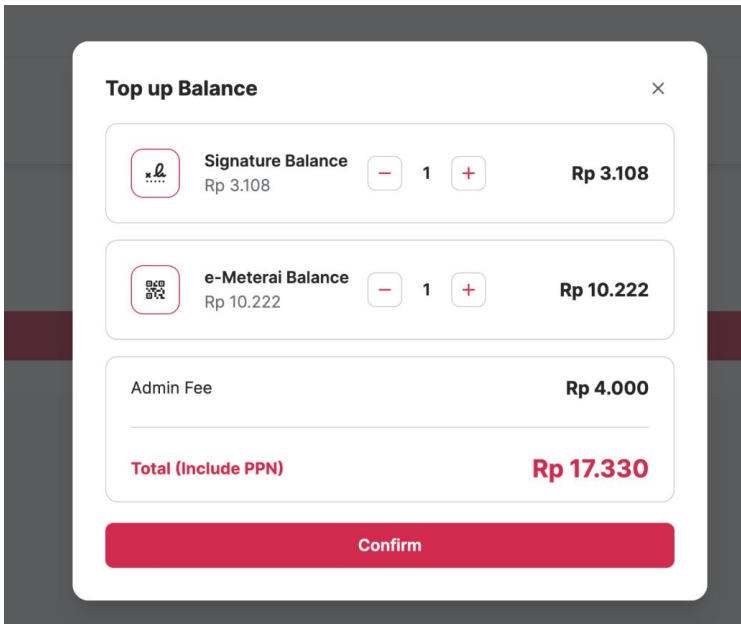 Top up Balance
Signature Balance
Rp 3.108
1
Rp 3.108
e-Meterai Balance
Rp 10.222
1
Rp 10.222
Admin Fee
Rp 4.000
Total (Include PPN)
Rp 17.330
Confirm